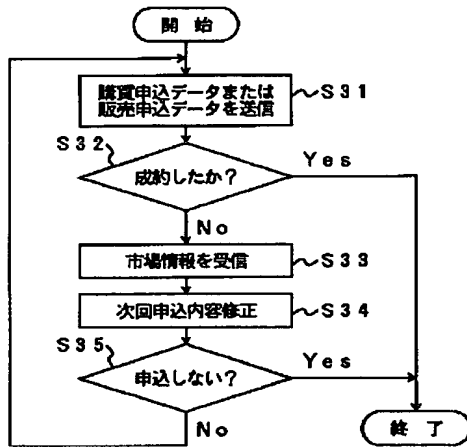 開 始
購買申込データまたは
販売申込データを送信
S31
S32
成約したか？
Yes
No
市場情報を受信
S33
次回申込内容修正
S34
S35
申込しない？
Yes
No
終 了